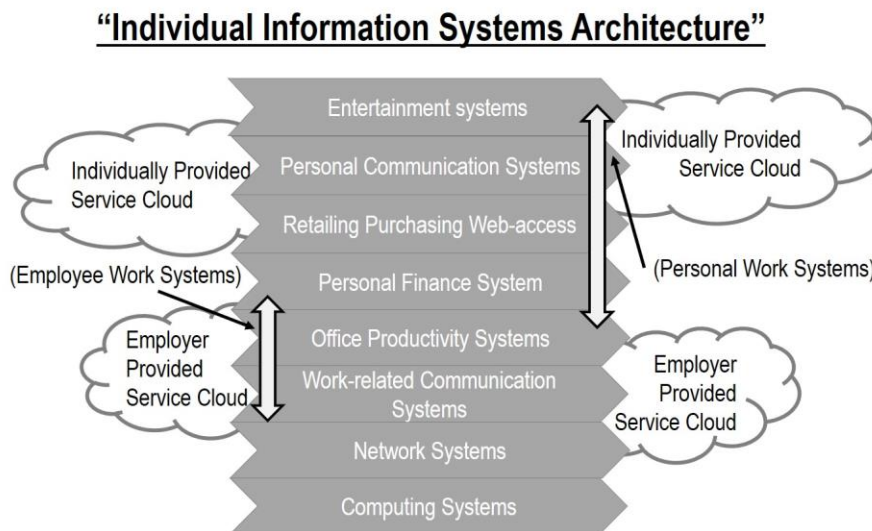 “Individual Information Systems Architecture”
Entertainment systems
Individually Provided
Service Cloud
Personal Communication Systems
Individually Provided
Service Cloud
Retailing Purchasing Web-access
(Employee Work Systems)
Personal Finance System
(Personal Work Systems)
Employer
Provided
Service Cloud
Office Productivity Systems
Work-related Communication
Systems
Employer
Provided
Service Cloud
Network Systems
Computing Systems